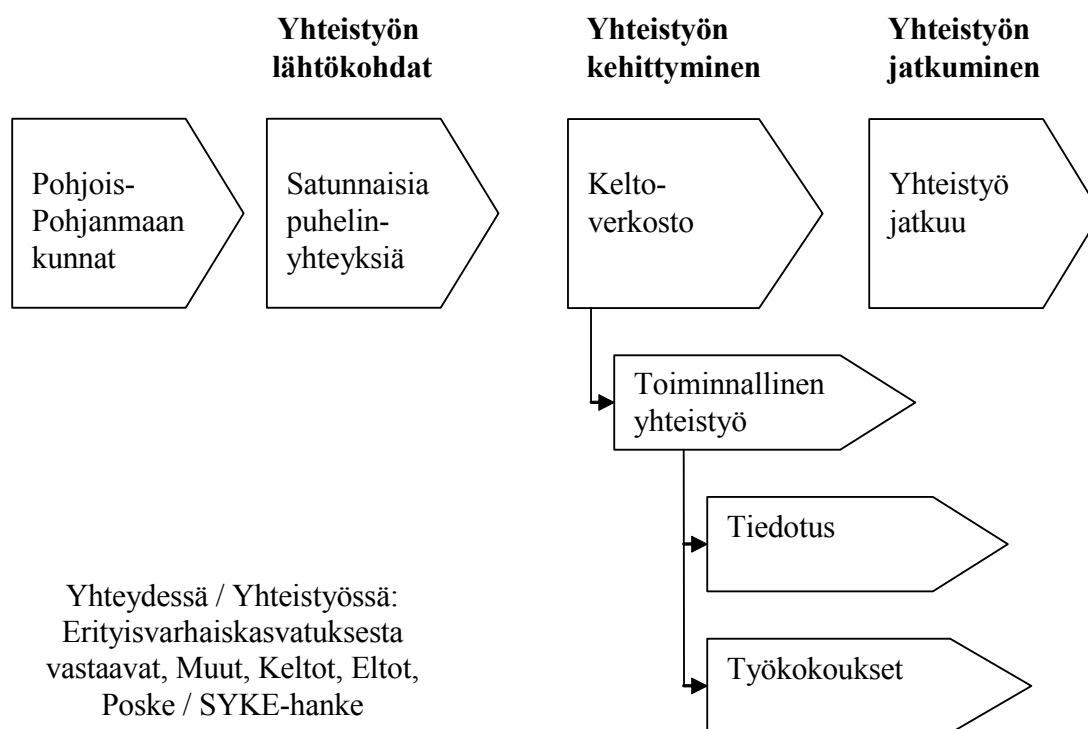 Yhteistyön
lähtökohdat
Yhteistyön
kehittyminen
Yhteistyön
jatkuminen
Pohjois-
Pohjanmaan
kunnat
Satunnaisia
puhelin-
yhteyksiä
Kelto-
verkosto
Yhteistyö
jatkuu
Toiminnallinen
yhteistyö
Tiedotus
Työkokoukset
Yhteydessä / Yhteistyössä:
Erityisvarhaiskasvatuksesta
vastaavat, Muut, Keltot, Eltot,
Poske / SYKE-hanke